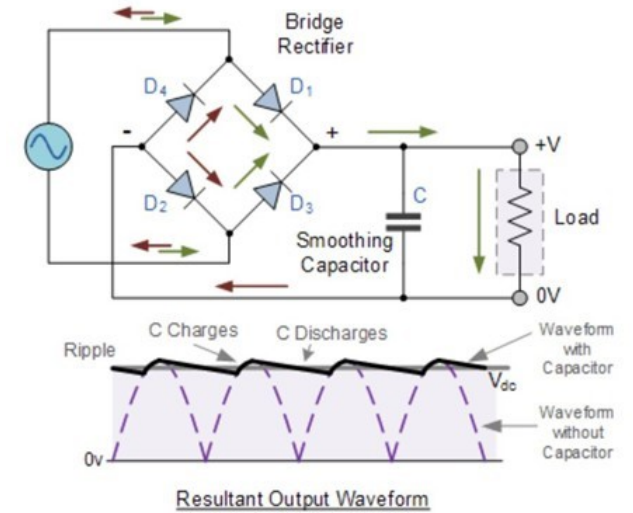 Bridge
Rectifier
D4
D1
-
+
+V
D2
D3
C
Load
Smoothing
Capacitor
0V
C Charges
C Discharges
Ripple
Waveform
with
Capacitor
Vdc
Waveform
without
Capacitor
0v
Resultant Output Waveform